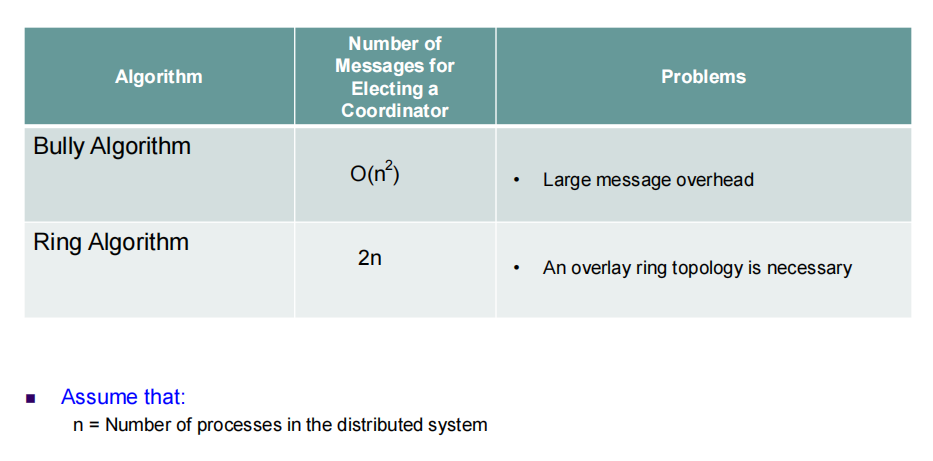 Algorithm
Number of
Messages for
Electing a
Coordinator
Problems
Bully Algorithm
O(n²)
• Large message overhead
Ring Algorithm
2n
• An overlay ring topology is necessary
■ Assume that:
n = Number of processes in the distributed system